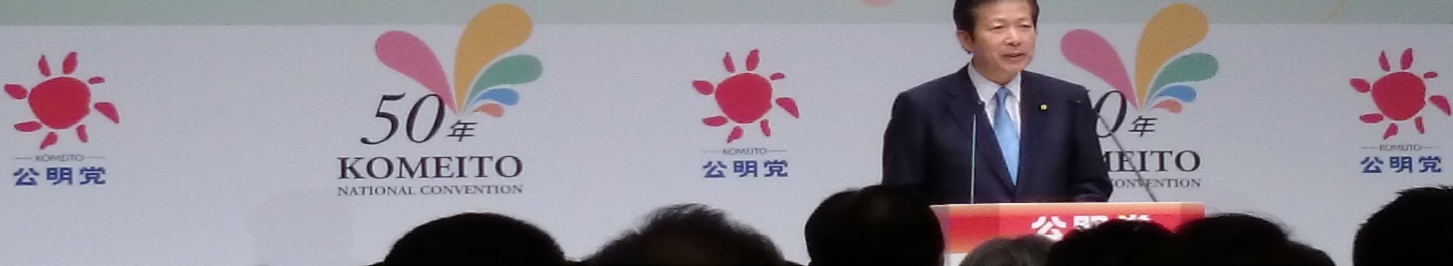 KOMEITO
公明党
50年
KOMEITO
NATIONAL CONVENTION
KOMEITO
公明党
0年
MEITO
CONVENTION
KOMEITO
公明党
公明党